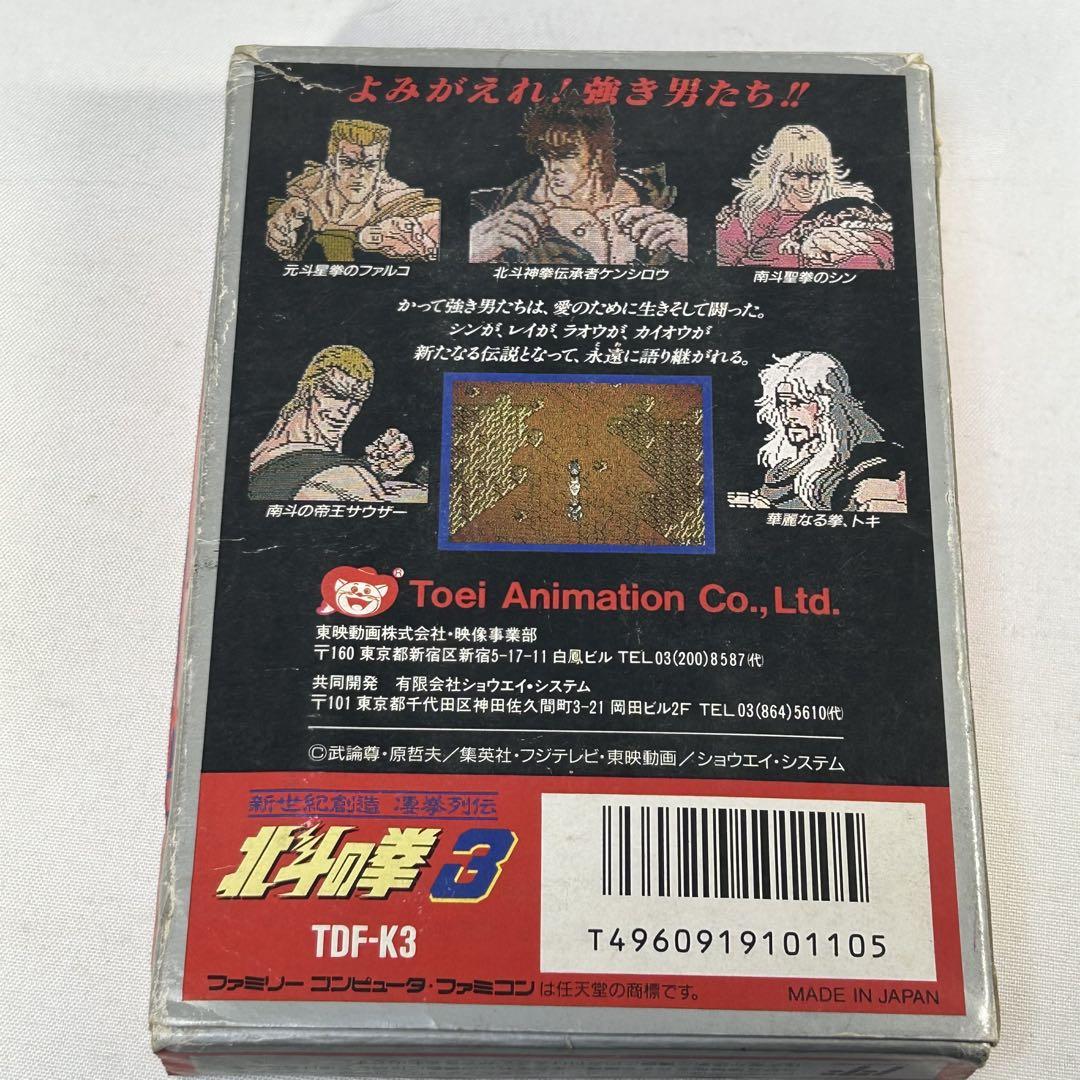 よみがえれ!強き男たち!!
元斗星拳のファルコ
北斗神拳伝承者ケンシロウ
南斗聖拳のシン
かって強き男たちは、愛のために生きそして闘った。
シンが、レイが、ラオウが、カイオウが
新たなる伝説となって、永遠に語り継がれる。
とわ
南斗の帝王サウザー
華麗なる拳、トキ
® Toei Animation Co., Ltd.
東映動画株式会社・映像事業部
〒160 東京都新宿区新宿5-17-11 白鳳ビル TEL 03(200)8587㈹
共同開発 有限会社ショウエイ・システム
〒101 東京都千代田区神田佐久間町3-21 岡田ビル2F TEL 03(864)5610㈹
©武論尊・原哲夫/集英社・フジテレビ・東映動画/ショウエイ・システム
新世紀創造 凄拳列伝
北斗の拳3
TDF-K3
T4960919101105
ファミリーコンピュータ・ファミコンは任天堂の商標です。
MADE IN JAPAN